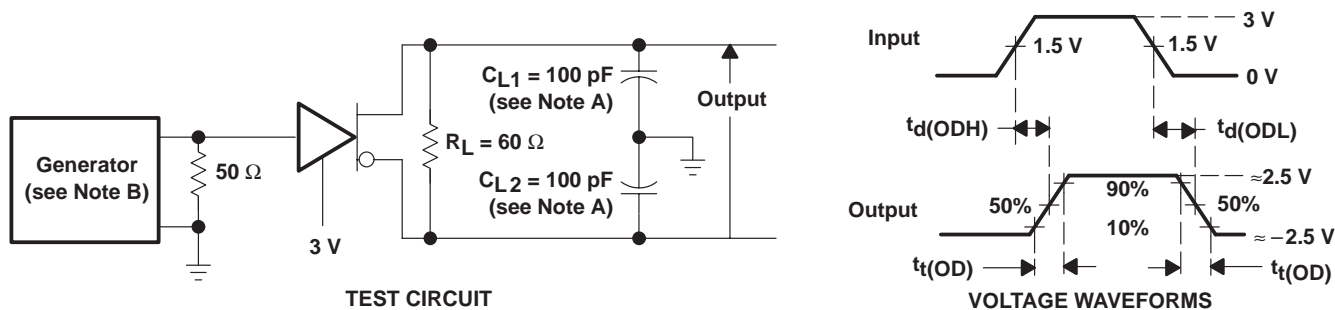 Generator
(see Note B)
50 Ω
3 V
R_L = 60 Ω
C_L1 = 100 pF
(see Note A)
C_L2 = 100 pF
(see Note A)
Output
TEST CIRCUIT
Input
3 V
1.5 V
1.5 V
0 V
t_d(ODH)
t_d(ODL)
Output
≈2.5 V
50%
90%
50%
10%
≈ −2.5 V
t_t(OD)
t_t(OD)
VOLTAGE WAVEFORMS